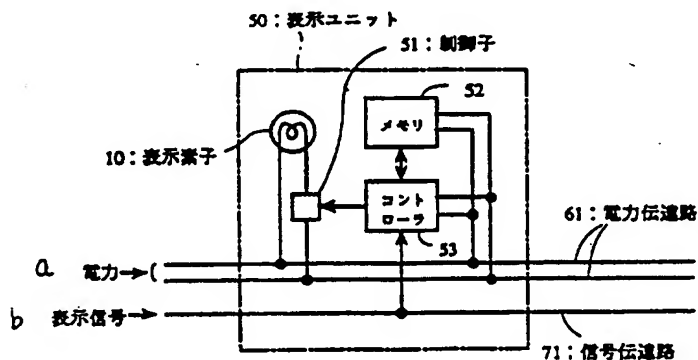 50：表示ユニット
51：制御子
52
メモリ
10：表示素子
コント
ローラ
53
61：電力伝達路
a 電力→(
b 表示信号→
71：信号伝達路